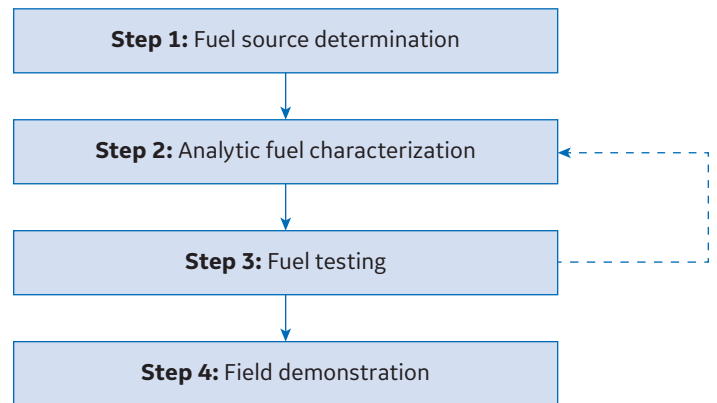 Step 1: Fuel source determination
Step 2: Analytic fuel characterization
Step 3: Fuel testing
Step 4: Field demonstration